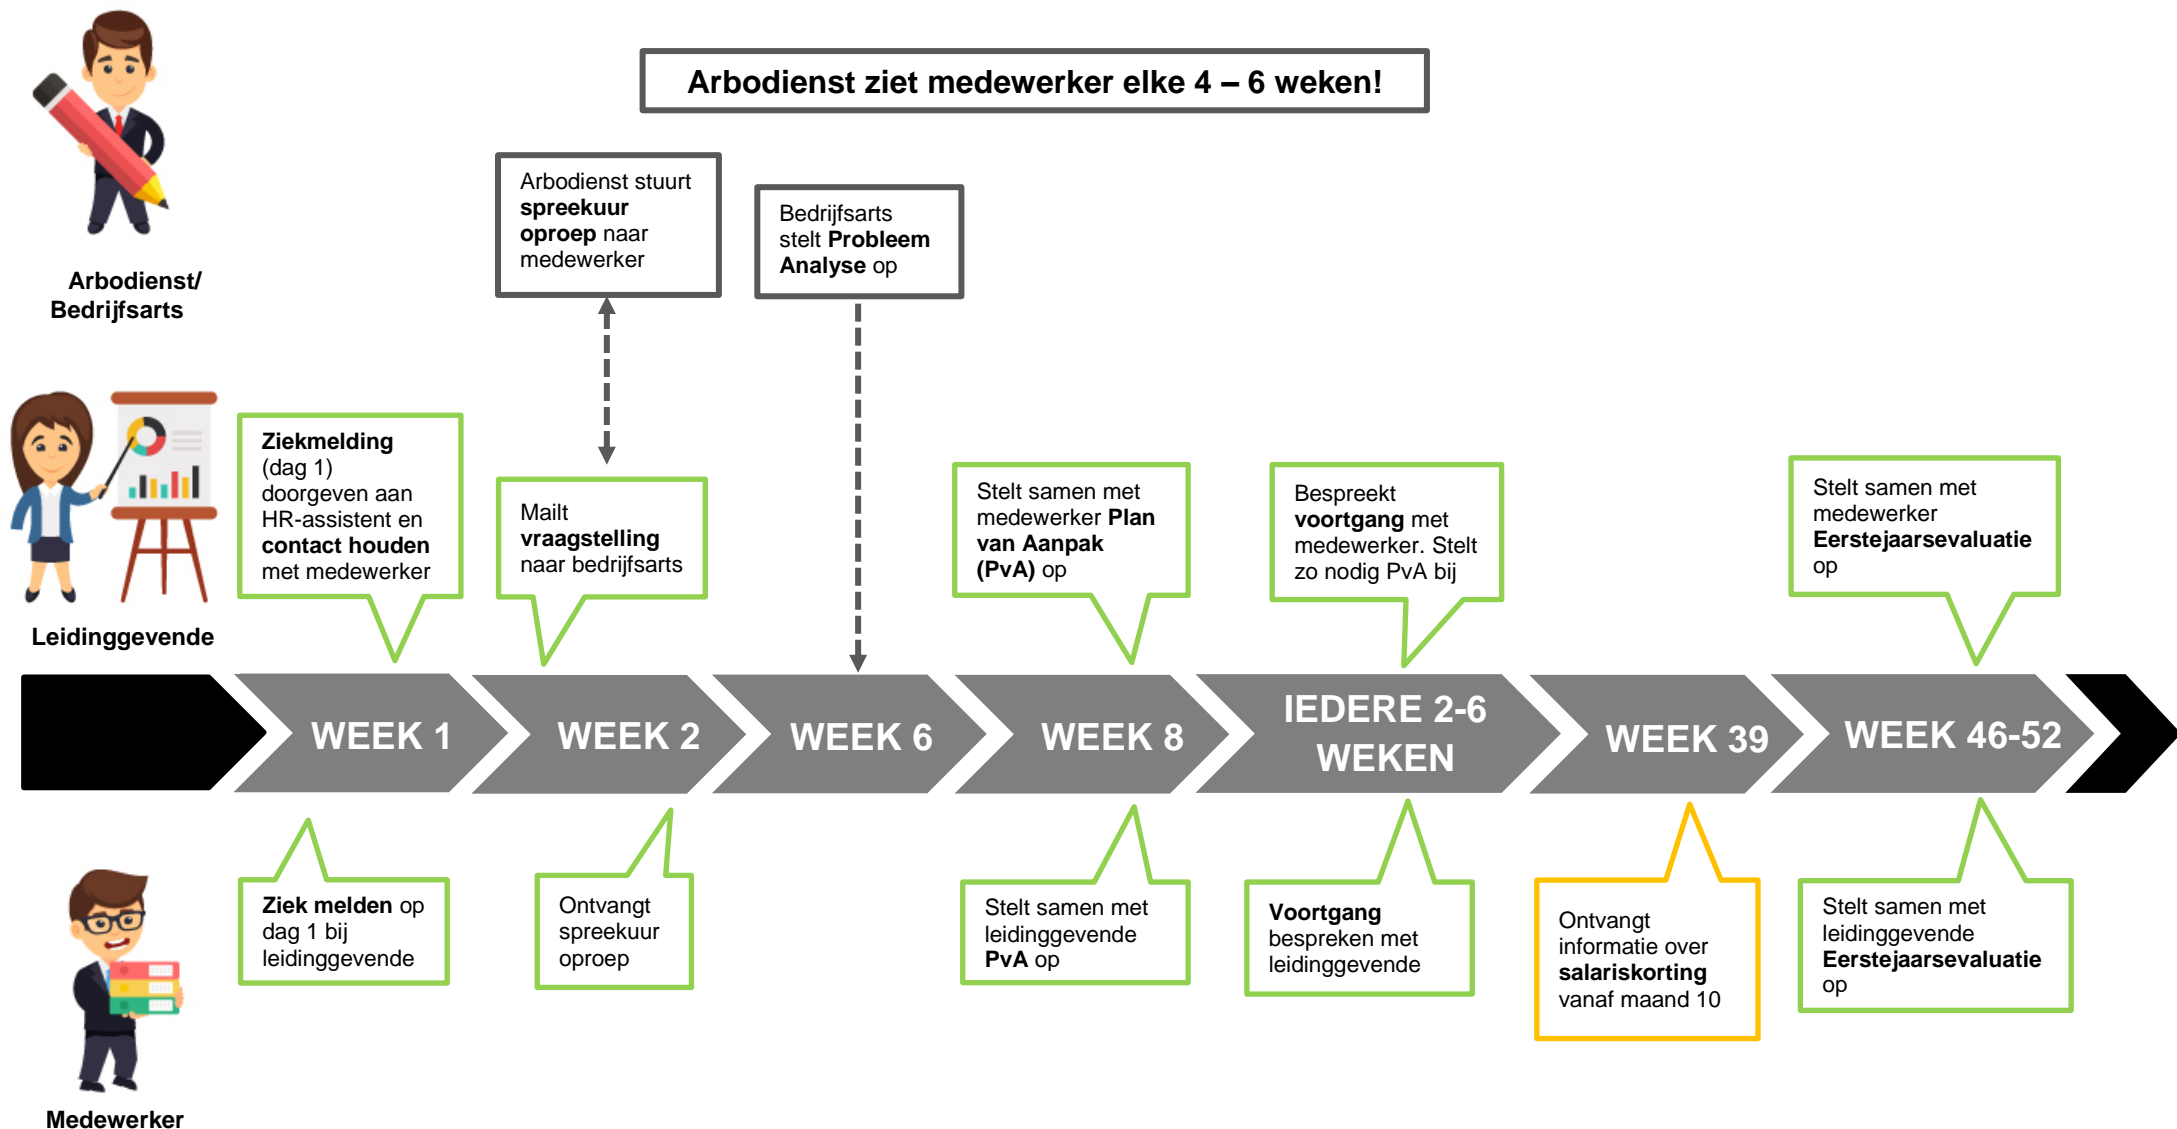 Arbodienst ziet medewerker elke 4 – 6 weken!
Arbodienst stuurt
spreekuur
oproep naar
medewerker
Bedrijfsarts
stelt Probleem
Analyse op
Arbodienst/
Bedrijfsarts
Ziekmelding
(dag 1)
doorgeven aan
HR-assistent en
contact houden
met medewerker
Mailt
vraagstelling
naar bedrijfsarts
Stelt samen met
medewerker Plan
van Aanpak
(PvA) op
Bespreekt
voortgang met
medewerker. Stelt
zo nodig PvA bij
Stelt samen met
medewerker
Eerstejaarsevaluatie
op
Leidinggevende
WEEK 1
WEEK 2
WEEK 6
WEEK 8
IEDERE 2-6
WEKEN
WEEK 39
WEEK 46-52
Ziek melden op
dag 1 bij
leidinggevende
Ontvangt
spreekuur
oproep
Stelt samen met
leidinggevende
PvA op
Voortgang
bespreken met
leidinggevende
Ontvangt
informatie over
salariskorting
vanaf maand 10
Stelt samen met
leidinggevende
Eerstejaarsevaluatie
op
Medewerker